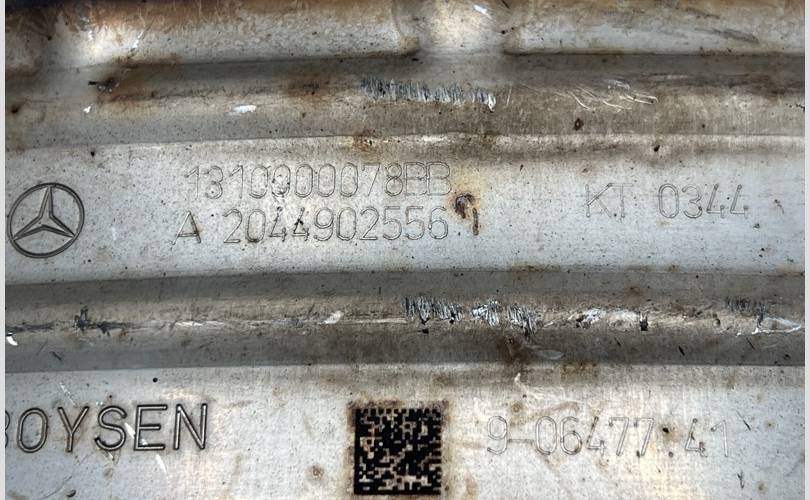 1310000078BB
A 2044902556
KT 0344
BOYSEN
9-06477.41